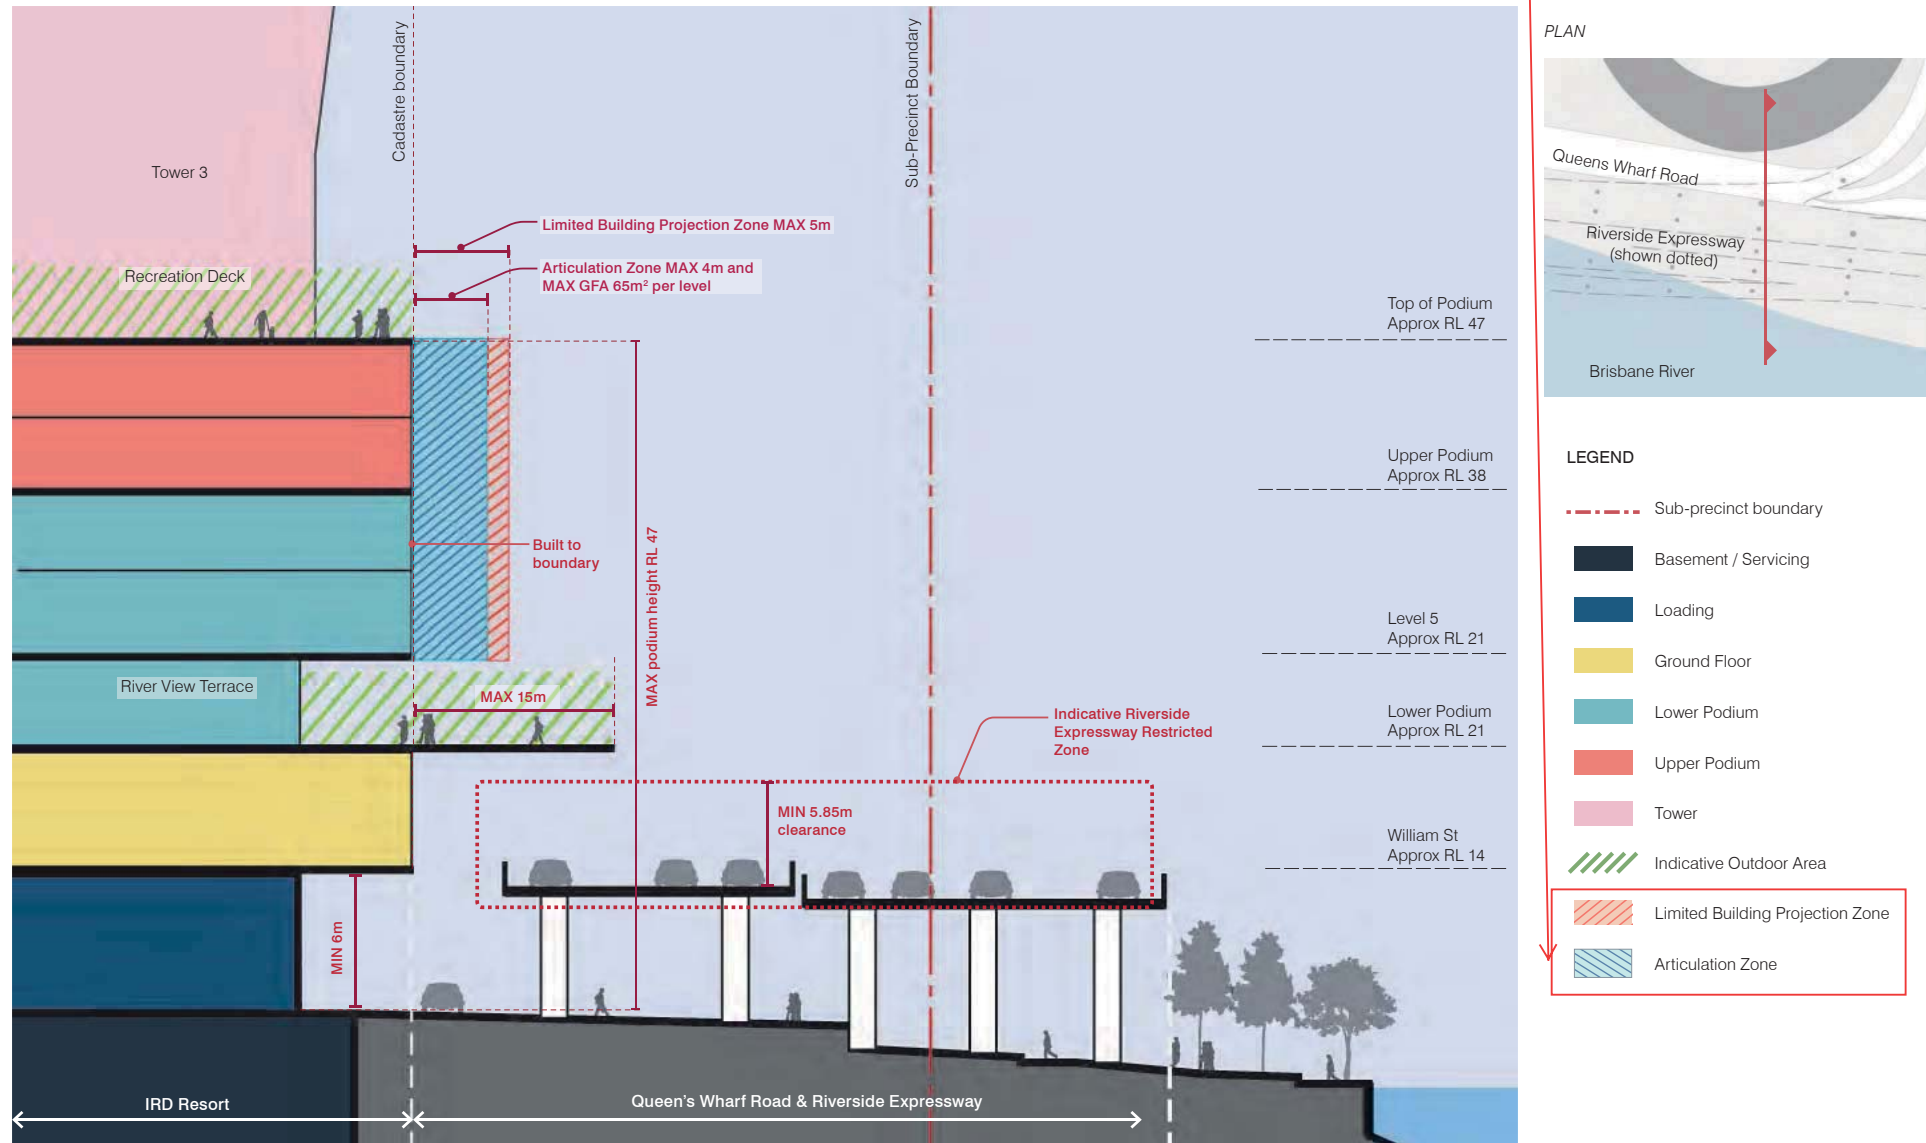 Cadastre boundary
Sub-Precinct Boundary
Tower 3
Limited Building Projection Zone MAX 5m
Articulation Zone MAX 4m and
MAX GFA 65m² per level
Recreation Deck
Built to
boundary
MAX podium height RL 47
River View Terrace
MAX 15m
Indicative Riverside
Expressway Restricted
Zone
MIN 5.85m
clearance
MIN 6m
IRD Resort
Queen's Wharf Road & Riverside Expressway
Top of Podium
Approx RL 47
Upper Podium
Approx RL 38
Level 5
Approx RL 21
Lower Podium
Approx RL 21
William St
Approx RL 14
PLAN
Queens Wharf Road
Riverside Expressway
(shown dotted)
Brisbane River
LEGEND
Sub-precinct boundary
Basement / Servicing
Loading
Ground Floor
Lower Podium
Upper Podium
Tower
Indicative Outdoor Area
Limited Building Projection Zone
Articulation Zone